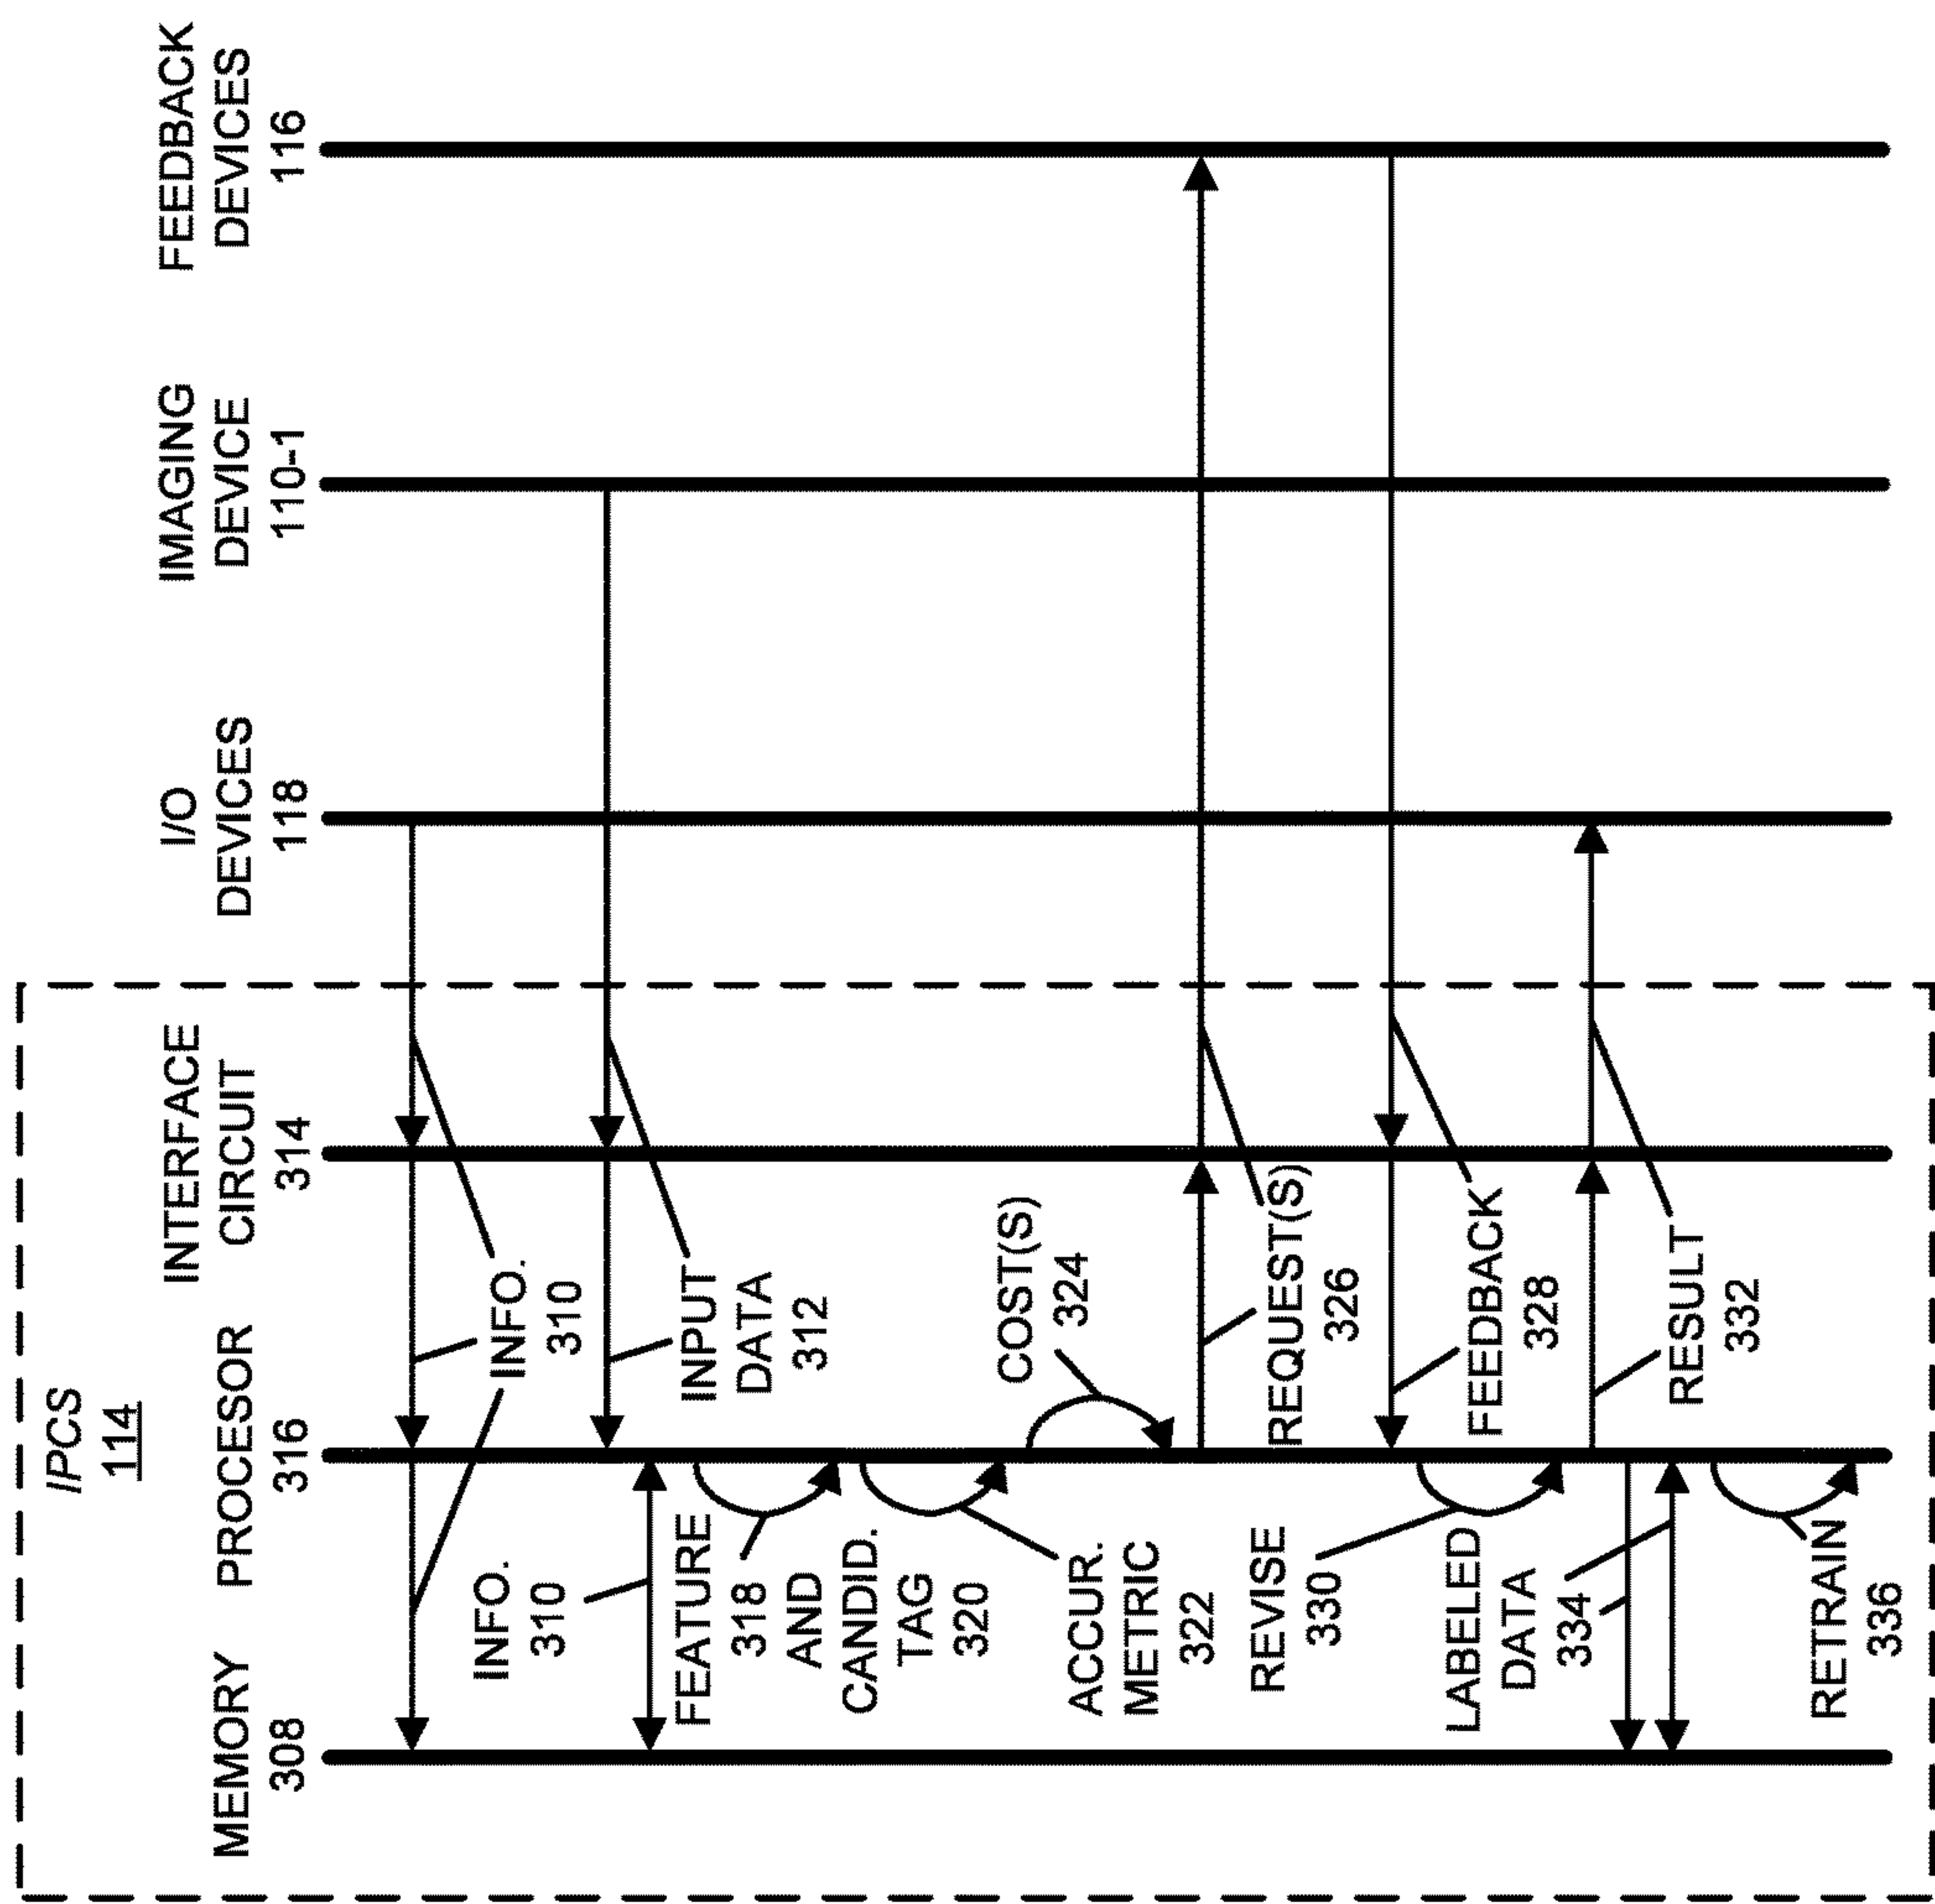 IPCS
114
MEMORY
308
PROCESSOR
316
INTERFACE
CIRCUIT
314
I/O
DEVICES
118
IMAGING
DEVICE
110-1
FEEDBACK
DEVICES
116
INFO.
310
INPUT
DATA
312
INFO.
310
FEATURE
318
AND
CANDID.
TAG
320
ACCUR.
METRIC
322
COST(S)
324
REQUEST(S)
326
FEEDBACK
328
REVISE
330
RESULT
332
LABELED
DATA
334
RETRAIN
336